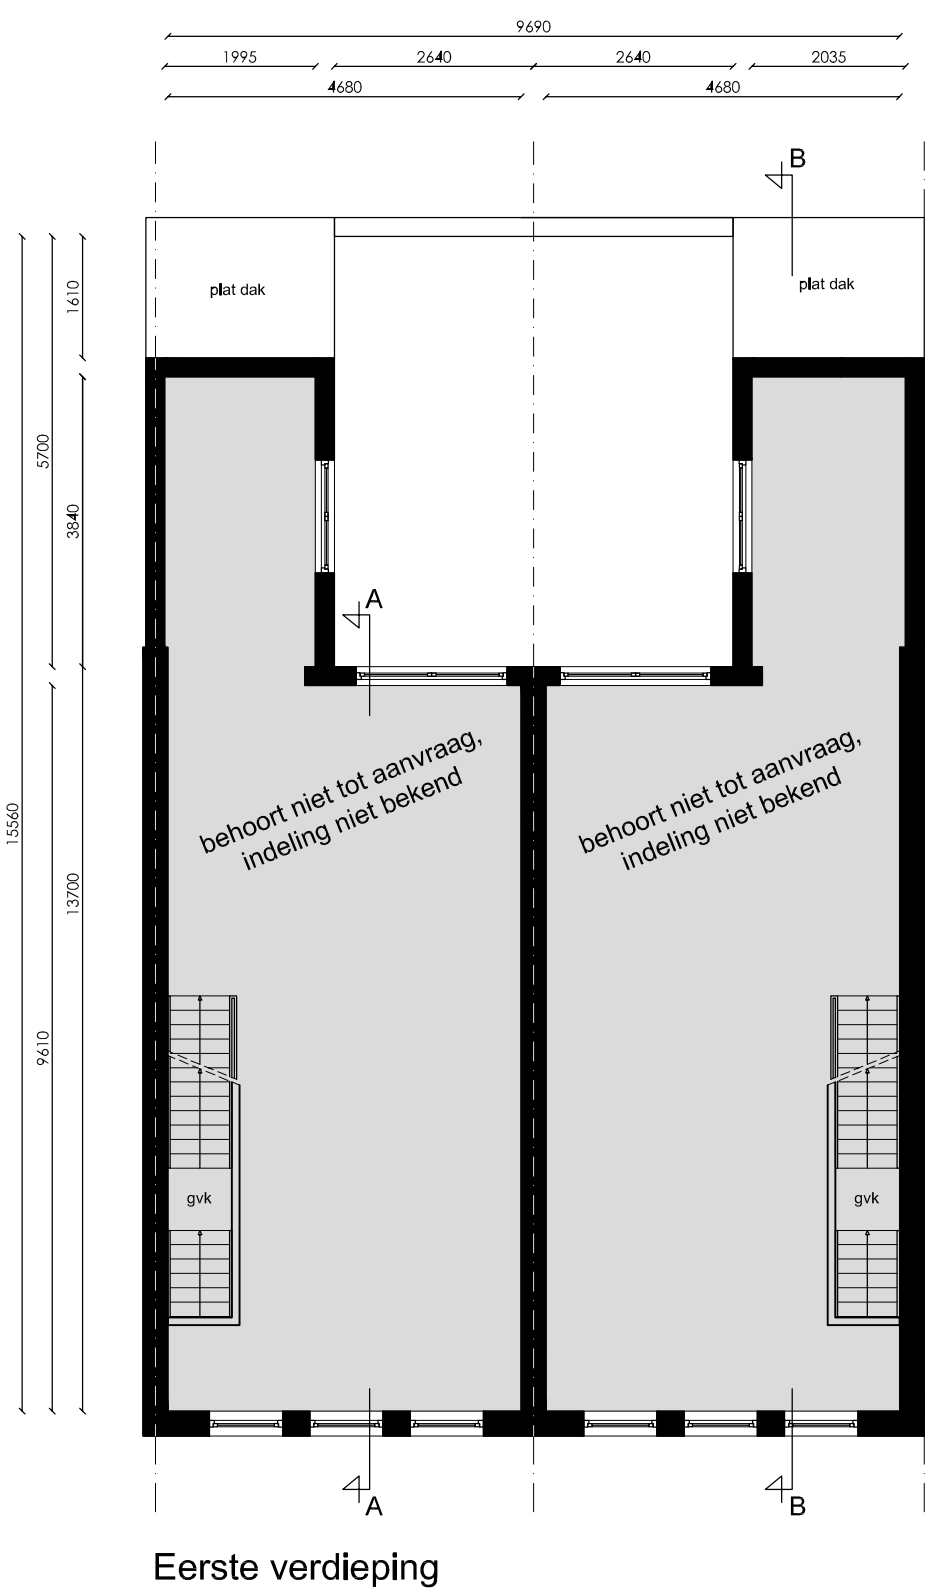 9690
1995
2640
2640
2035
4680
4680
B
plat dak
plat dak
1610
5700
3840
A
behoort niet tot aanvraag,
indeling niet bekend
behoort niet tot aanvraag,
indeling niet bekend
15560
13700
9610
gvk
gvk
A
B
Eerste verdieping